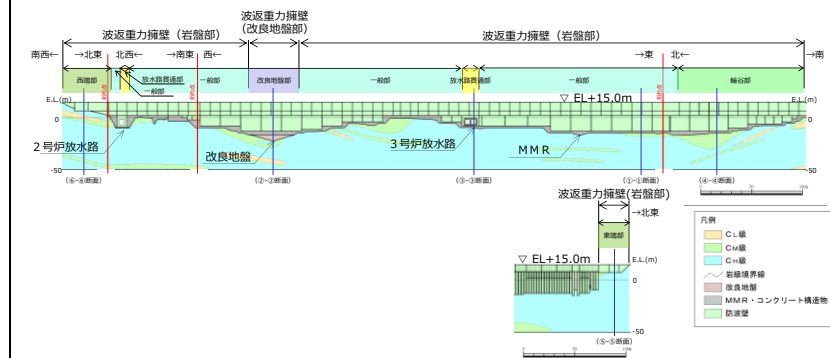 波返重力擁壁
波返重力擁壁（岩盤部）
(改良地盤部)
波返重力擁壁（岩盤部）
南西←
→北東
北西←
→南東
西←
→東
北←
→南
西端部
放水路貫通部
一般部
一般部
改良地盤部
一般部
放水路貫通部
一般部
輪谷部
E.L.(m)
▽ EL+15.0m
E.L.(m)
0
0
-50
-50
２号炉放水路
改良地盤
３号炉放水路
ＭＭＲ
(⑥-⑥断面)
(②-②断面)
(③-③断面)
(①-①断面)
(④-④断面)
波返重力擁壁(岩盤部)
→北東
東端部
▽ EL+15.0m
E.L.(m)
0
-50
(⑤-⑤断面)
凡例
ＣＬ級
ＣＭ級
ＣＨ級
岩級境界線
改良地盤
ＭＭＲ・コンクリート構造物
防波壁